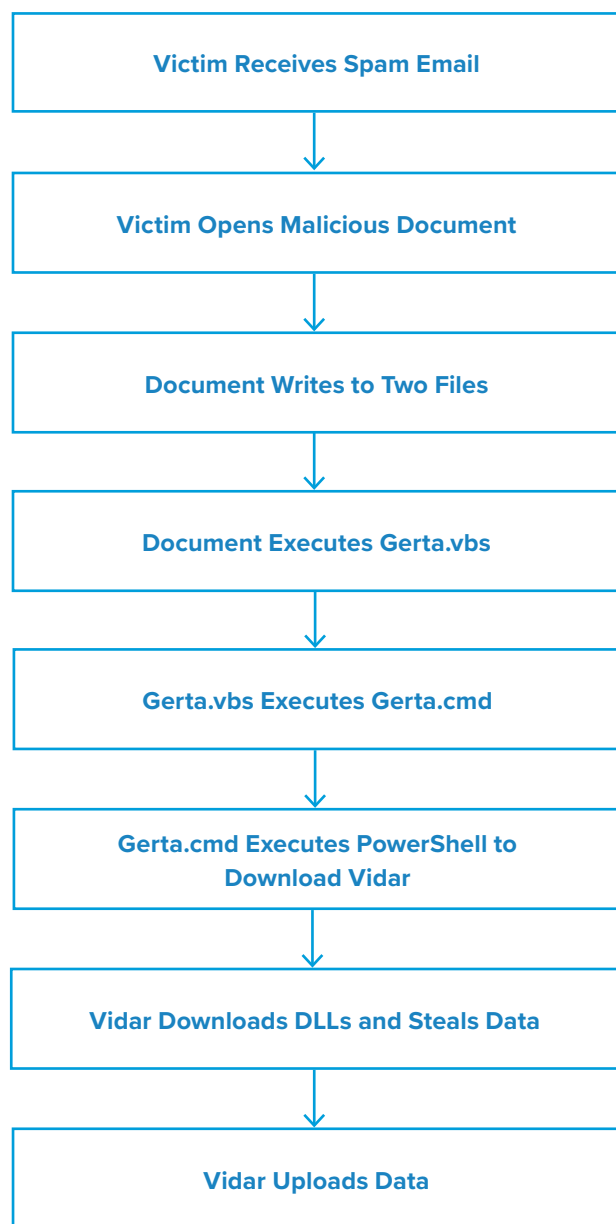 Victim Receives Spam Email
Victim Opens Malicious Document
Document Writes to Two Files
Document Executes Gerta.vbs
Gerta.vbs Executes Gerta.cmd
Gerta.cmd Executes PowerShell to
Download Vidar
Vidar Downloads DLLs and Steals Data
Vidar Uploads Data